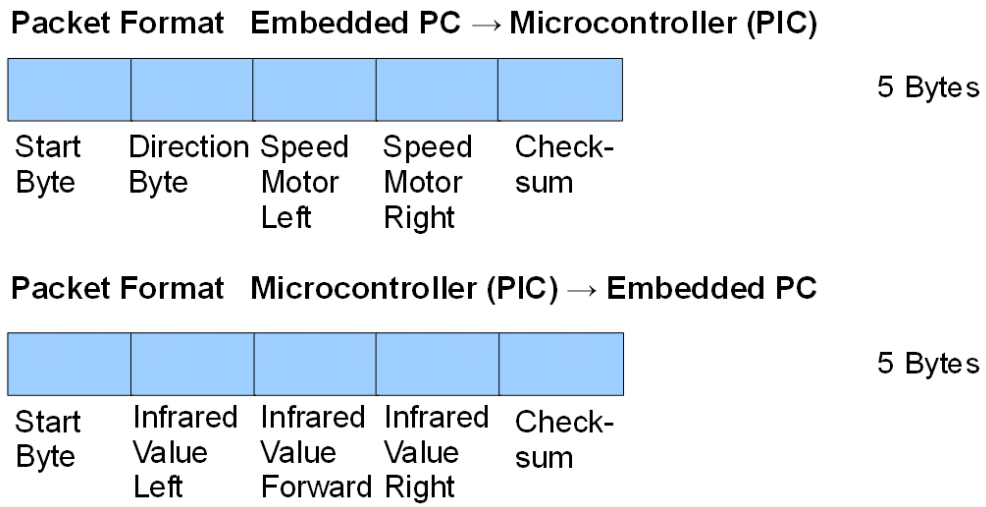 Packet Format Embedded PC → Microcontroller (PIC)
5 Bytes
Start Byte
Direction Byte
Speed Motor Left
Speed Motor Right
Check-sum
Packet Format Microcontroller (PIC) → Embedded PC
5 Bytes
Start Byte
Infrared Value Left
Infrared Value Forward
Infrared Value Right
Check-sum